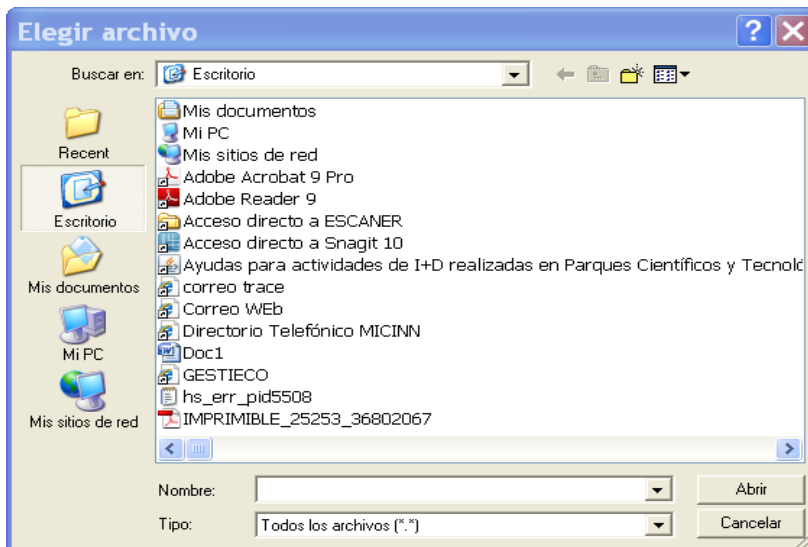 Elegir archivo
Buscar en: Escritorio
Recent
Escritorio
Mis documentos
Mi PC
Mis sitios de red
Mis documentos
Mi PC
Mis sitios de red
Adobe Acrobat 9 Pro
Adobe Reader 9
Acceso directo a ESCANER
Acceso directo a Snagit 10
Ayudas para actividades de I+D realizadas en Parques Científicos y Tecnoló
correo trace
Correo WEb
Directorio Telefónico MICINN
Doc1
GESTIECO
hs_err_pid5508
IMPRIMIBLE_25253_36802067
Nombre: Abrir
Tipo: Todos los archivos (*.*) Cancelar